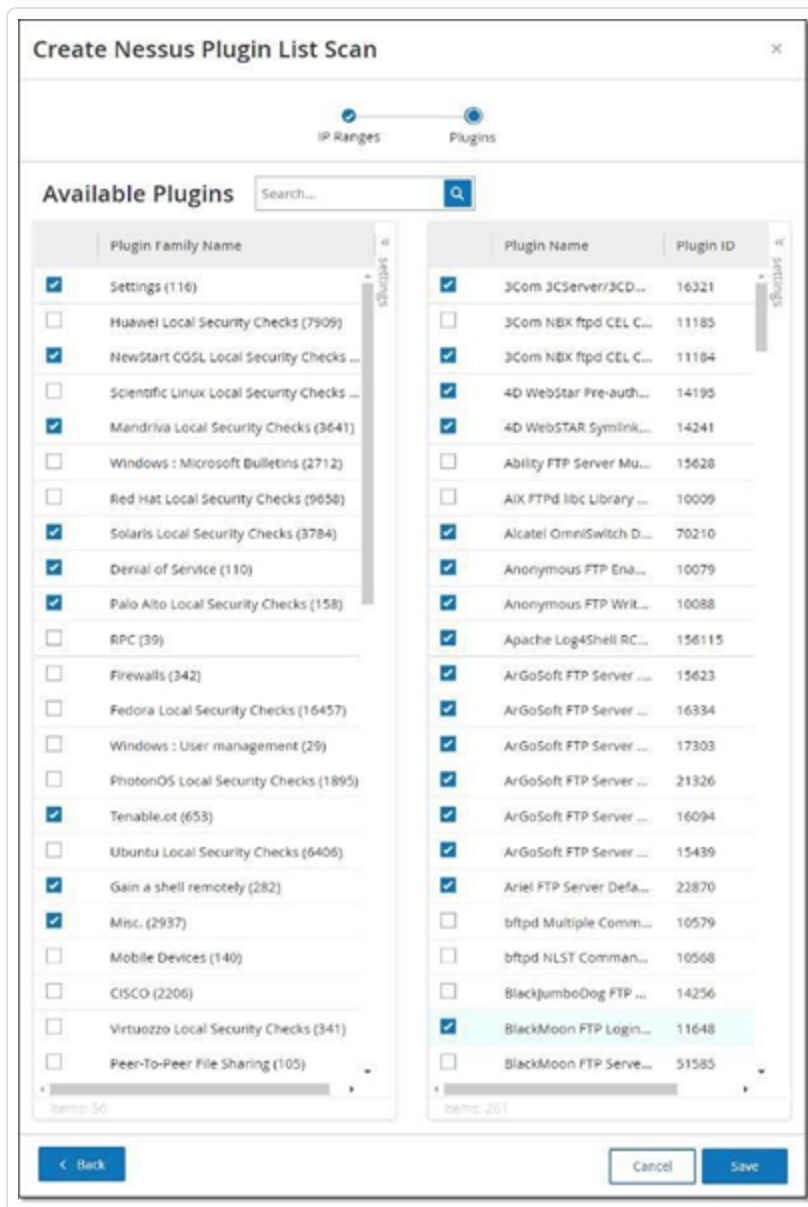 Create Nessus Plugin List Scan
IP Ranges
Plugins
Available Plugins
Search...
Plugin Family Name
settings
Settings (116)
Huawei Local Security Checks (7909)
NewStart CGSL Local Security Checks ...
Scientific Linux Local Security Checks ...
Mandriva Local Security Checks (3641)
Windows : Microsoft Bulletins (2712)
Red Hat Local Security Checks (9658)
Solaris Local Security Checks (3784)
Denial of Service (110)
Palo Alto Local Security Checks (158)
RPC (39)
Firewalls (342)
Fedora Local Security Checks (16457)
Windows : User management (29)
PhotonOS Local Security Checks (1895)
Tenable.ot (653)
Ubuntu Local Security Checks (6406)
Gain a shell remotely (282)
Misc. (2937)
Mobile Devices (140)
CISCO (2206)
Virtuozzo Local Security Checks (341)
Peer-To-Peer File Sharing (105)
Items: 56
Plugin Name Plugin ID
settings
3Com 3CServer/3CD... 16321
3Com NBX ftpd CEL C... 11185
3Com NBX ftpd CEL C... 11184
4D WebStar Pre-auth... 14195
4D WebSTAR Symlink... 14241
Ability FTP Server Mu... 15628
AIX FTPd libc Library ... 10009
Alcatel OmniSwitch D... 70210
Anonymous FTP Ena... 10079
Anonymous FTP Writ... 10088
Apache Log4Shell RC... 156115
ArGoSoft FTP Server .... 15623
ArGoSoft FTP Server ... 16334
ArGoSoft FTP Server ... 17303
ArGoSoft FTP Server ... 21326
ArGoSoft FTP Server ... 16094
ArGoSoft FTP Server ... 15439
Ariel FTP Server Defa... 22870
bftpd Multiple Comm... 10579
bftpd NLST Comman... 10568
BlackJumboDog FTP ... 14256
BlackMoon FTP Login... 11648
BlackMoon FTP Serve... 51585
Items: 261
Back
Cancel
Save